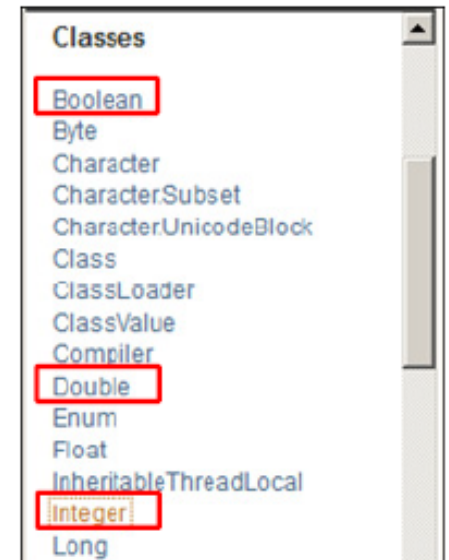 Classes
Boolean
Byte
Character
Character.Subset
Character.UnicodeBlock
Class
ClassLoader
ClassValue
Compiler
Double
Enum
Float
InheritableThreadLocal
Integer
Long